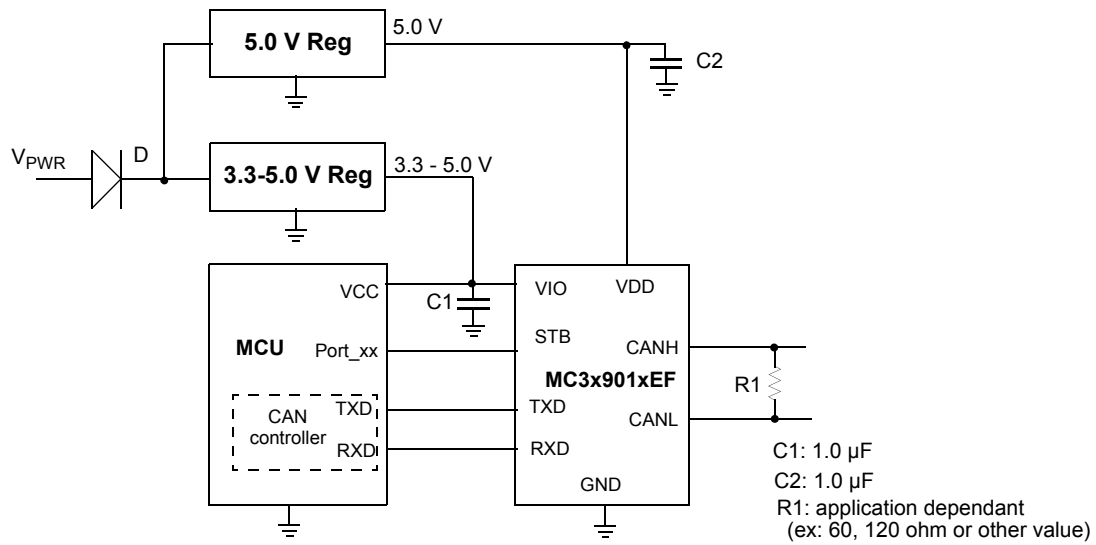 5.0 V Reg
5.0 V
C2
V_PWR
D
3.3-5.0 V Reg
3.3 - 5.0 V
VCC
C1
VIO
VDD
MCU
Port_xx
STB
CANH
MC3x901xEF
R1
CAN
controller
TXD
TXD
CANL
RXD
RXD
GND
C1: 1.0 µF
C2: 1.0 µF
R1: application dependant
(ex: 60, 120 ohm or other value)